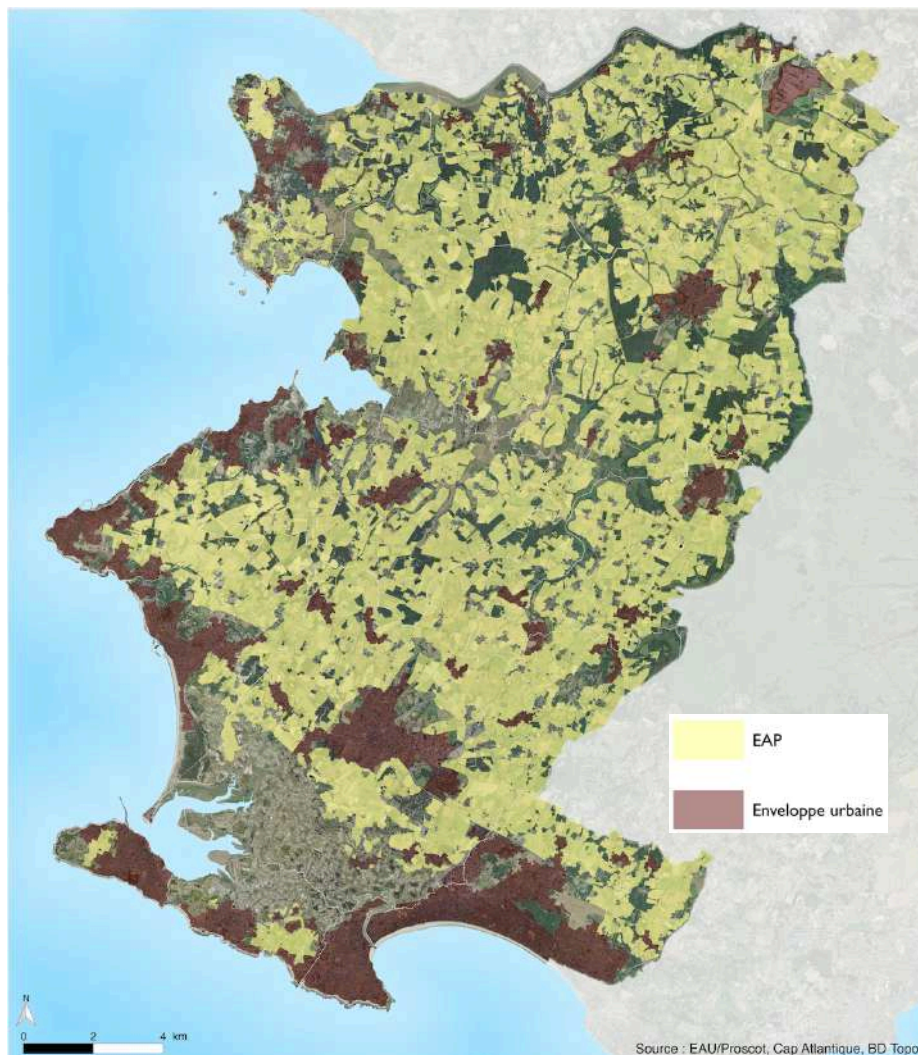 EAP
Enveloppe urbaine
N
0 2 4 km
Source : EAU/Proscot, Cap Atlantique, BD Topo